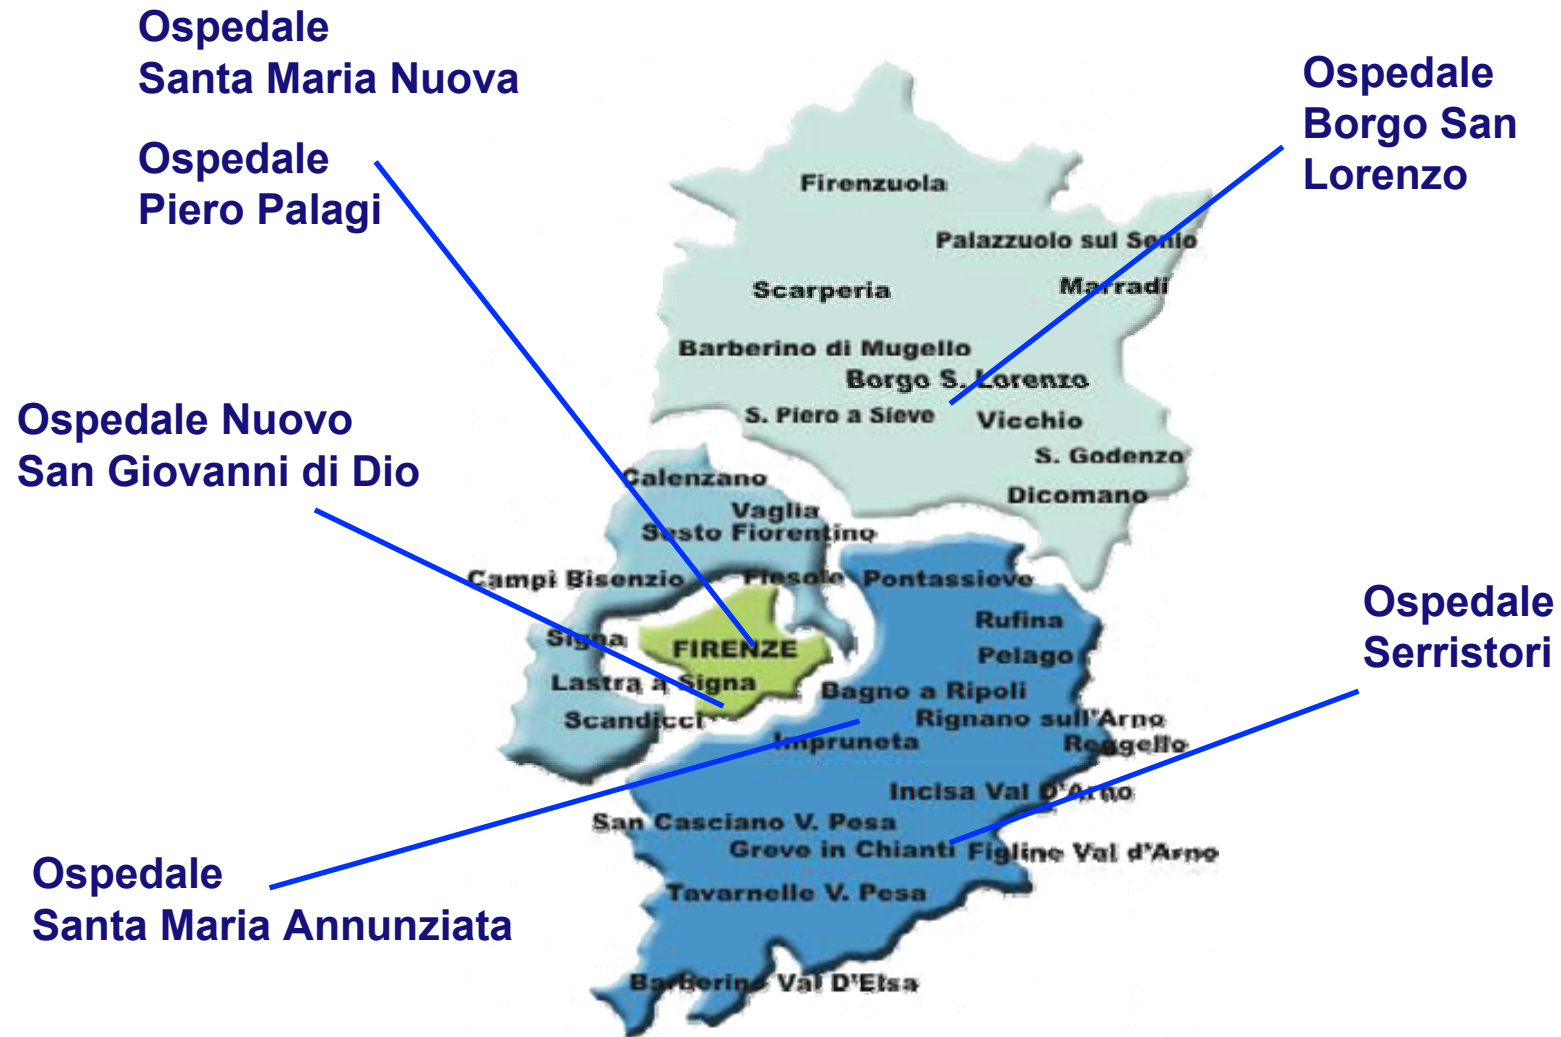 Ospedale
Santa Maria Nuova
Ospedale
Piero Palagi
Ospedale
Borgo San
Lorenzo
Firenzuola
Palazzuolo sul Senio
Scarperia
Marradi
Barberino di Mugello
Borgo S. Lorenzo
S. Piero a Sieve
Vicchio
S. Godenzo
Dicomano
Ospedale Nuovo
San Giovanni di Dio
Calenzano
Vaglia
Sesto Fiorentino
Campi Bisenzio
Fiesole
Pontassieve
Signa
FIRENZE
Rufina
Pelago
Lastra a Signa
Bagno a Ripoli
Scandicci
Rignano sull'Arno
Impruneta
Reggello
Ospedale
Serristori
Incisa Val D'Arno
San Casciano V. Pesa
Greve in Chianti
Figline Val d'Arno
Tavarnelle V. Pesa
Barberino Val D'Elsa
Ospedale
Santa Maria Annunziata